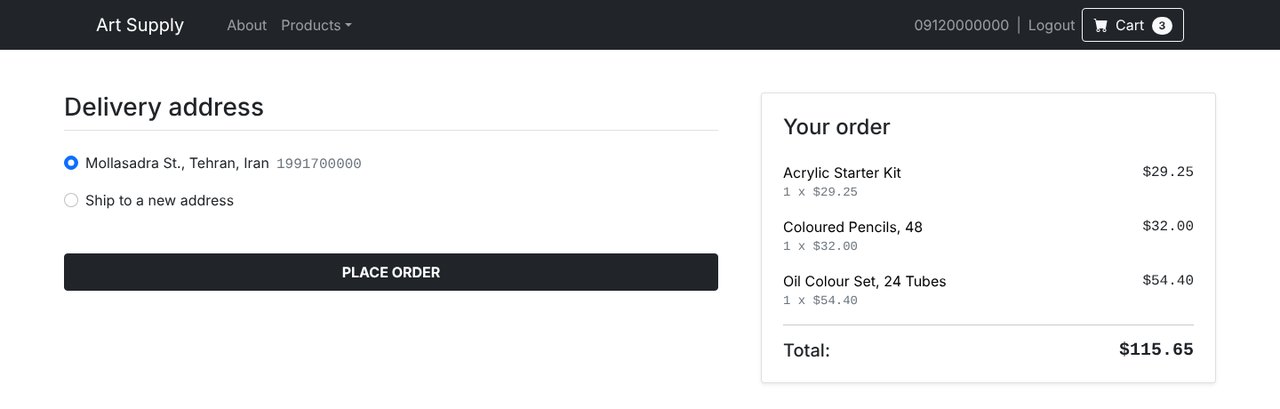 Art Supply About Products 09120000000 | Logout Cart 3
Delivery address
Mollasadra St., Tehran, Iran 1991700000
Ship to a new address
PLACE ORDER
Your order
Acrylic Starter Kit $29.25
1 x $29.25
Coloured Pencils, 48 $32.00
1 x $32.00
Oil Colour Set, 24 Tubes $54.40
1 x $54.40
Total: $115.65